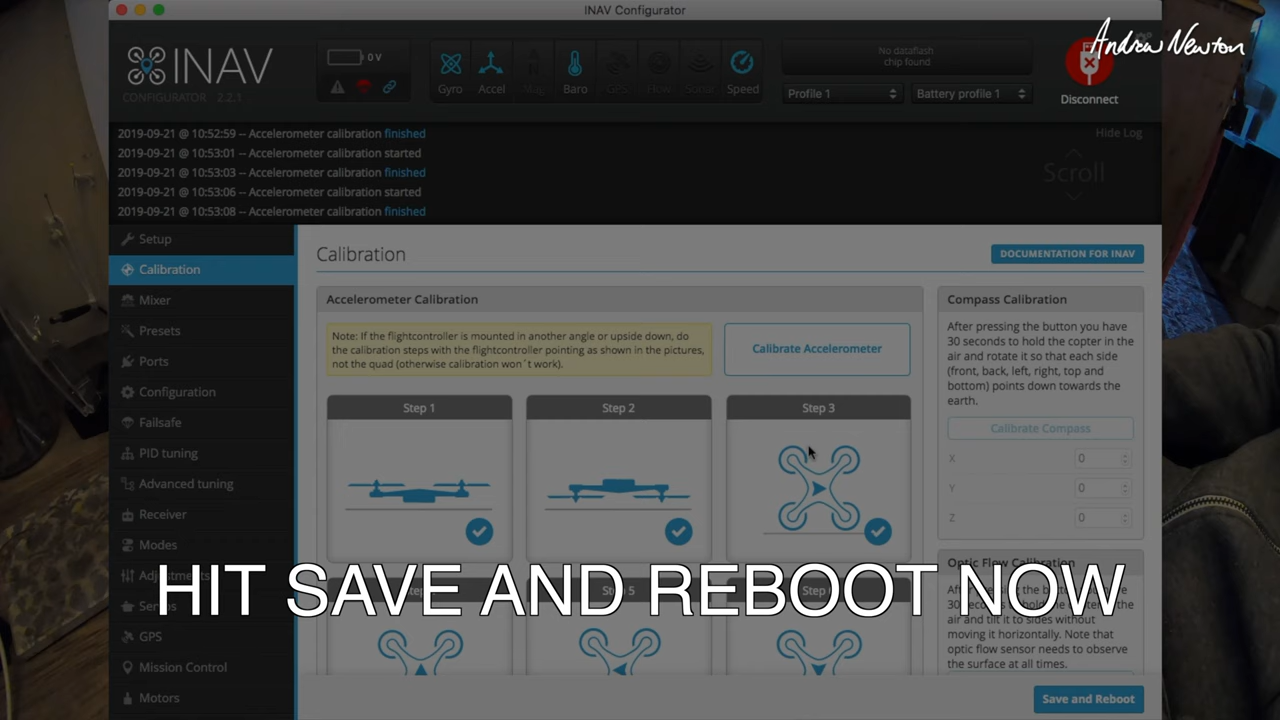 INAV Configurator
Andrew Newton
INAV
CONFIGURATOR 2.2.1
0 V
Gyro
Accel
Mag
Baro
GPS
Flow
Sonar
Speed
No dataflash
chip found
Profile 1
Battery profile 1
Disconnect
2019-09-21 @ 10:52:59 -- Accelerometer calibration finished
2019-09-21 @ 10:53:01 -- Accelerometer calibration started
2019-09-21 @ 10:53:03 -- Accelerometer calibration finished
2019-09-21 @ 10:53:06 -- Accelerometer calibration started
2019-09-21 @ 10:53:08 -- Accelerometer calibration finished
Hide Log
Scroll
Setup
Calibration
Mixer
Presets
Ports
Configuration
Failsafe
PID tuning
Advanced tuning
Receiver
Modes
GPS
Mission Control
Motors
Calibration
DOCUMENTATION FOR INAV
Accelerometer Calibration
Note: If the flightcontroller is mounted in another angle or upside down, do
the calibration steps with the flightcontroller pointing as shown in the pictures,
not the quad (otherwise calibration won´t work).
Calibrate Accelerometer
Step 1
Step 2
Step 3
Compass Calibration
After pressing the button you have
30 seconds to hold the copter in the
air and rotate it so that each side
(front, back, left, right, top and
bottom) points down towards the
earth.
Calibrate Compass
X 0
Y 0
Z 0
Optic Flow Calibration
air and tilt it to sides without
moving it horizontally. Note that
optic flow sensor needs to observe
the surface at all times.
HIT SAVE AND REBOOT NOW
Save and Reboot